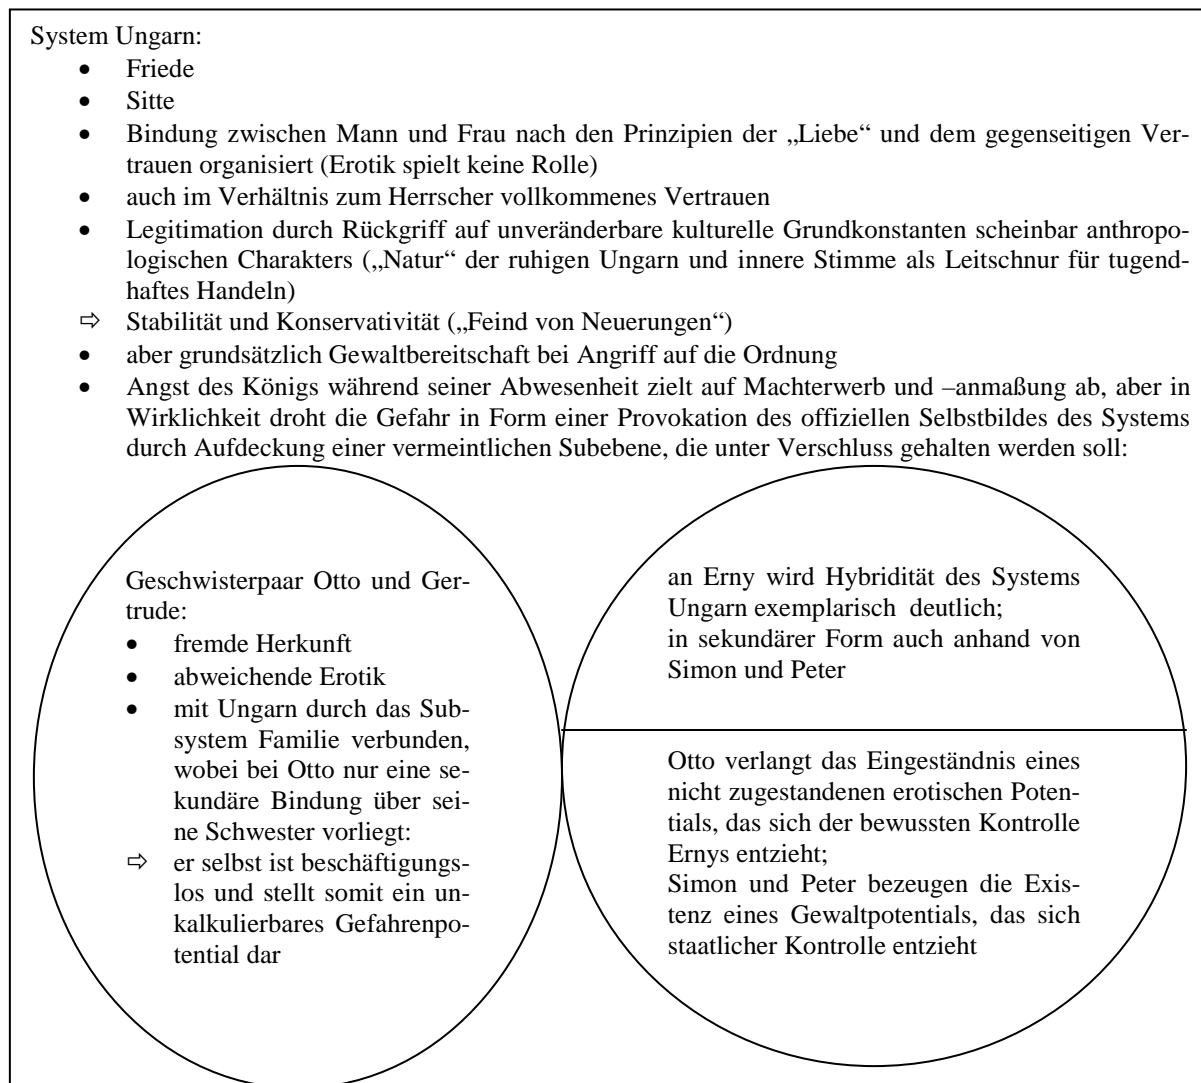 System Ungarn:
• Friede
• Sitte
• Bindung zwischen Mann und Frau nach den Prinzipien der „Liebe“ und dem gegenseitigen Ver-
trauen organisiert (Erotik spielt keine Rolle)
• auch im Verhältnis zum Herrscher vollkommenes Vertrauen
• Legitimation durch Rückgriff auf unveränderbare kulturelle Grundkonstanten scheinbar anthropo-
logischen Charakters („Natur“ der ruhigen Ungarn und innere Stimme als Leitschnur für tugend-
haftes Handeln)
⇨ Stabilität und Konservativität („Feind von Neuerungen“)
• aber grundsätzlich Gewaltbereitschaft bei Angriff auf die Ordnung
• Angst des Königs während seiner Abwesenheit zielt auf Machterwerb und –anmaßung ab, aber in
Wirklichkeit droht die Gefahr in Form einer Provokation des offiziellen Selbstbildes des Systems
durch Aufdeckung einer vermeintlichen Subebene, die unter Verschluss gehalten werden soll:
Geschwisterpaar Otto und Ger-
trude:
• fremde Herkunft
• abweichende Erotik
• mit Ungarn durch das Sub-
system Familie verbunden,
wobei bei Otto nur eine se-
kundäre Bindung über sei-
ne Schwester vorliegt:
⇨ er selbst ist beschäftigungs-
los und stellt somit ein un-
kalkulierbares Gefahrenpo-
tential dar
an Erny wird Hybridität des Systems
Ungarn exemplarisch deutlich;
in sekundärer Form auch anhand von
Simon und Peter
Otto verlangt das Eingeständnis eines
nicht zugestandenen erotischen Poten-
tials, das sich der bewussten Kontrolle
Ernys entzieht;
Simon und Peter bezeugen die Exis-
tenz eines Gewaltpotentials, das sich
staatlicher Kontrolle entzieht